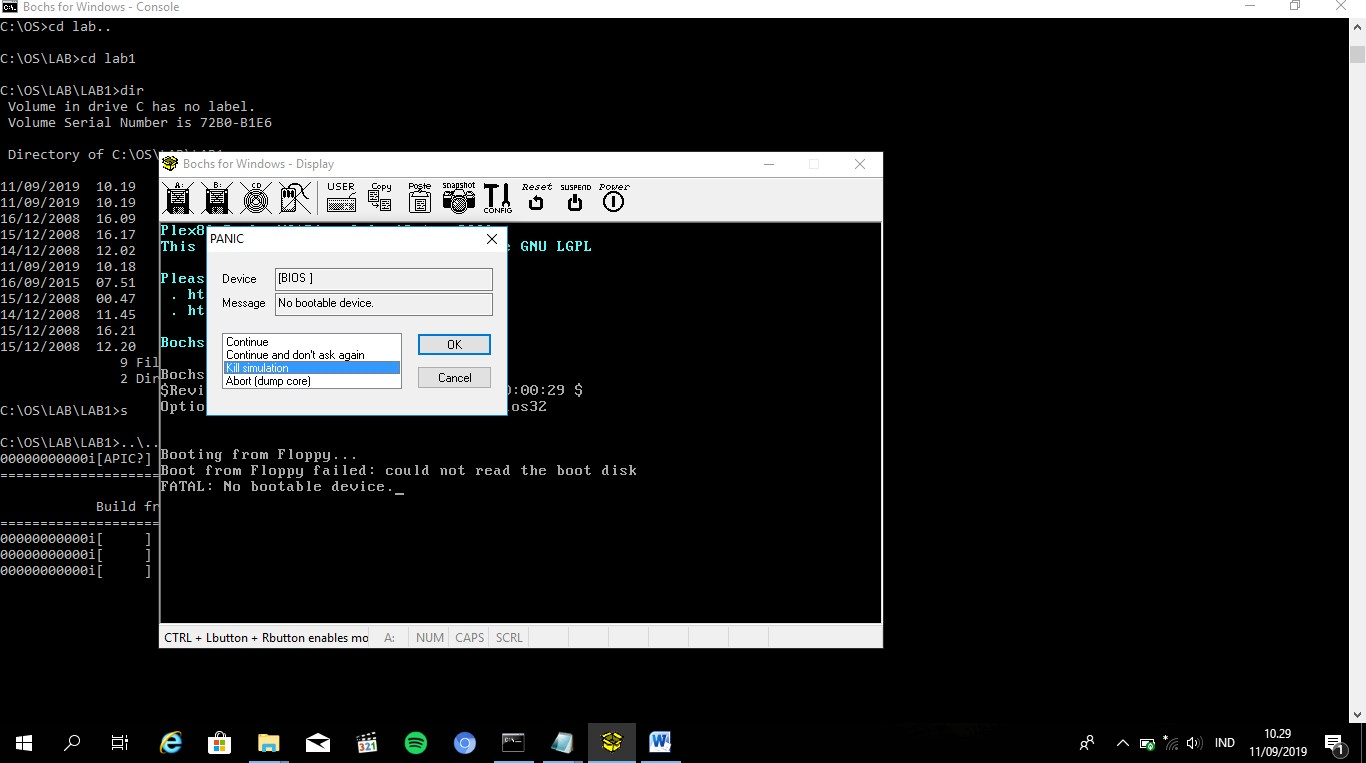 Bochs for Windows - Console
C:\OS>cd lab..
C:\OS\LAB>cd lab1
C:\OS\LAB\LAB1>dir
Volume in drive C has no label.
Volume Serial Number is 72B0-B1E6
Directory of C:\OS\
11/09/2019 10.19
11/09/2019 10.19
16/12/2008 16.09
15/12/2008 16.17
14/12/2008 12.02
11/09/2019 10.18
16/09/2015 07.51
15/12/2008 00.47
14/12/2008 11.45
15/12/2008 16.21
15/12/2008 12.20
9 Fil
2 Dir
C:\OS\LAB\LAB1>s
C:\OS\LAB\LAB1>..\..
00000000000i[APIC?]
=====================
Build fr
=====================
00000000000i[ ]
00000000000i[ ]
00000000000i[ ]
Bochs for Windows - Display
A:
B:
CD
USER
Copy
Paste
snapshot
CONFIG
Reset
SUSPEND
Power
Plex8
This
GNU LGPL
Pleas
. ht
. ht
Bochs
Bochs
$Revi
:00:29 $
Optio
os32
Booting from Floppy...
Boot from Floppy failed: could not read the boot disk
FATAL: No bootable device._
PANIC
Device [BIOS ]
Message No bootable device.
Continue
Continue and don't ask again
Kill simulation
Abort (dump core)
OK
Cancel
CTRL + Lbutton + Rbutton enables mo
A:
NUM
CAPS
SCRL
321
IND
10.29
11/09/2019
1